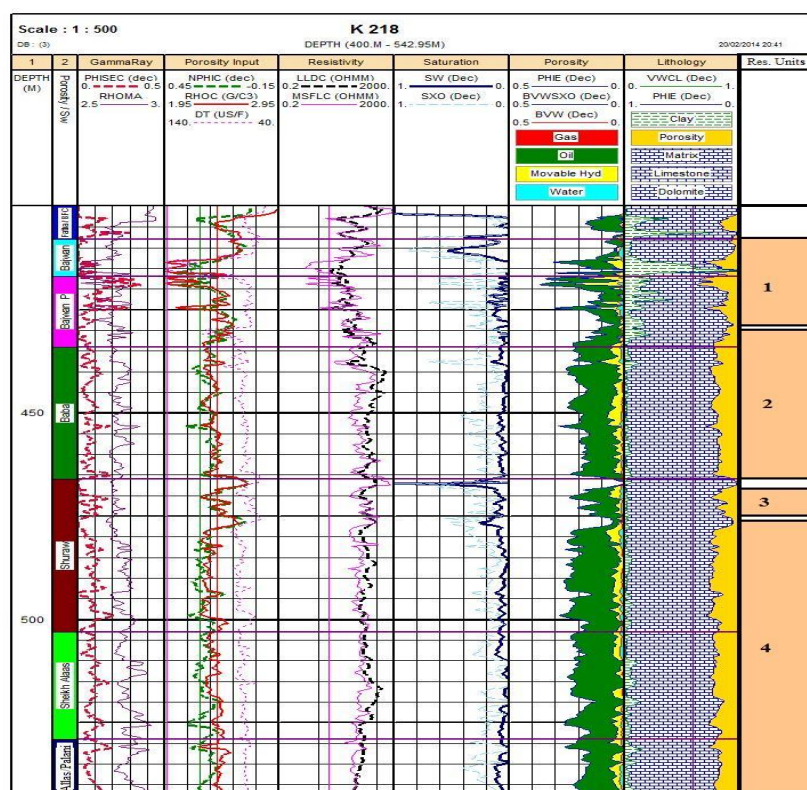 Scale : 1 : 500
K 218
DB : (3)
DEPTH (400.M - 542.95M)
20/02/2014 20:41
1 2 GammaRay Porosity Input Resistivity Saturation Porosity Lithology Res. Units
DEPTH (M)
Porosity / Sw
PHISEC (dec)
0. 0.5
RHOMA
2.5 3.
NPHIC (dec)
0.45 -0.15
RHOC (G/C3)
1.95 2.95
DT (US/F)
140. 40.
LLDC (OHMM)
0.2 2000.
MSFLC (OHMM)
0.2 2000.
SW (Dec)
1. 0.
SXO (Dec)
1. 0.
PHIE (Dec)
0.5 0.
BVWSXO (Dec)
0.5 0.
BVW (Dec)
0.5 0.
Gas
Oil
Movable Hyd
Water
VWCL (Dec)
0. 1.
PHIE (Dec)
1. 0.
Clay
Porosity
Matrix
Limestone
Dolomite
Bajwan
Bajwan P
Baba
Shuraw
Sheikh Alaas
450
500
1
2
3
4